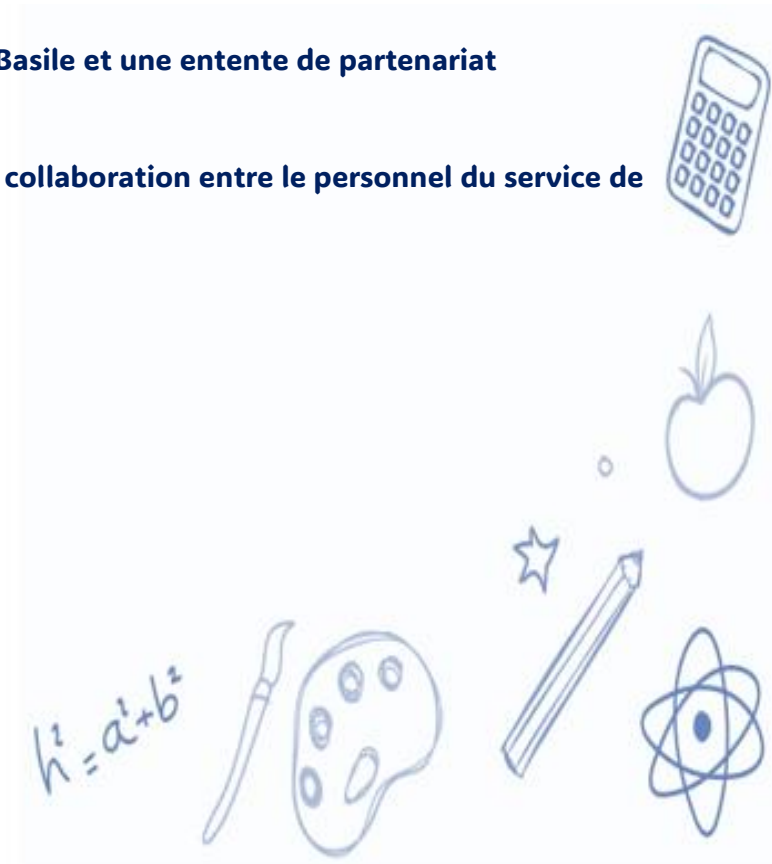 Basile et une entente de partenariat
collaboration entre le personnel du service de
h² = a² + b²